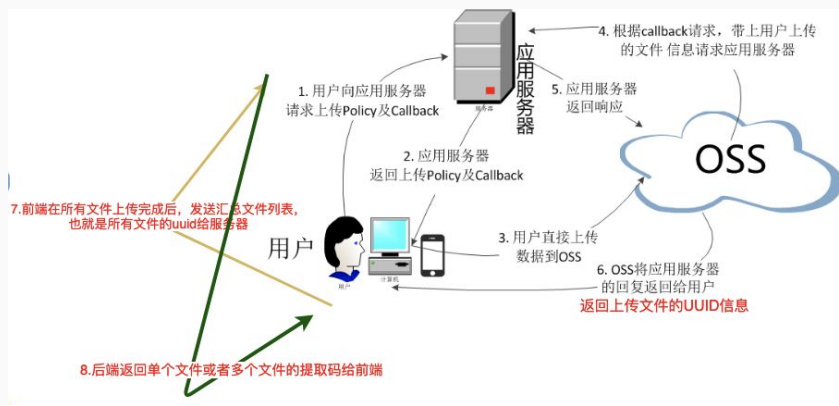 4. 根据callback请求，带上用户上传
的文件 信息请求应用服务器
应用服务器
服务器
1. 用户向应用服务器
请求上传Policy及Callback
5. 应用服务器
返回响应
OSS
2. 应用服务器
返回上传Policy及Callback
7.前端在所有文件上传完成后，发送汇总文件列表，
也就是所有文件的uuid给服务器
用户
3. 用户直接上传
数据到OSS
用户
计算机
6. OSS将应用服务器
的回复返回给用户
返回上传文件的UUID信息
8.后端返回单个文件或者多个文件的提取码给前端